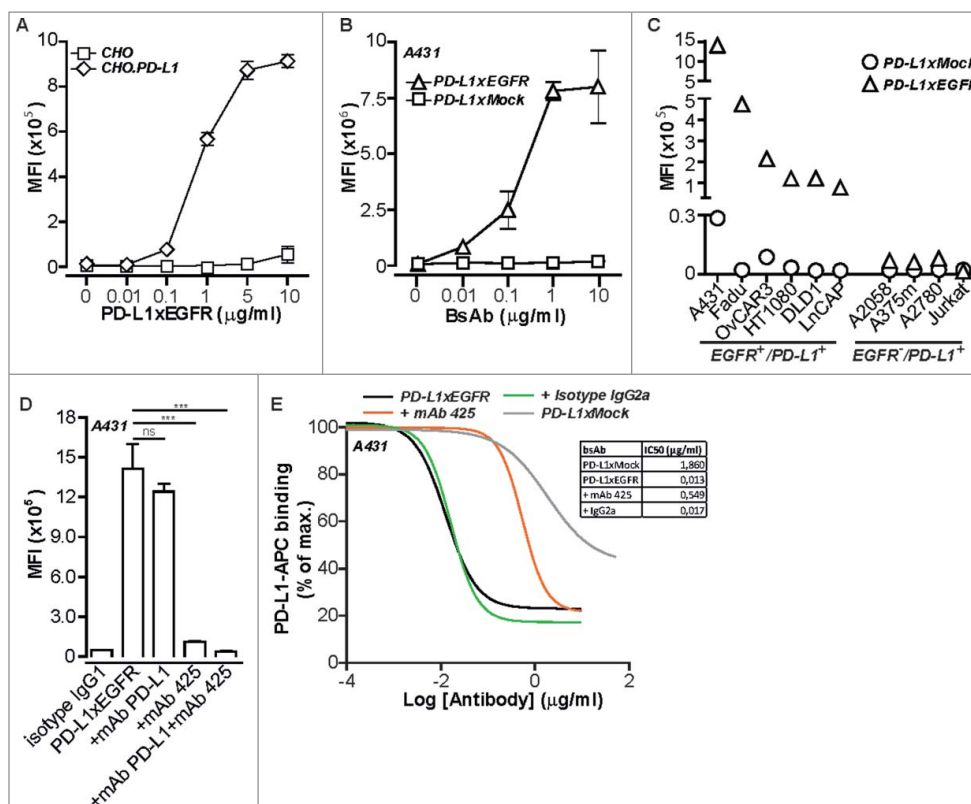 A
CHO
CHO.PD-L1
MFI (x10⁵)
10
8
6
4
2
0
0 0.01 0.1 1 5 10
PD-L1xEGFR (µg/ml)
B
A431
PD-L1xEGFR
PD-L1xMock
MFI (x10⁶)
10
7.5
5.0
2.5
0
0 0.01 0.1 1 10
BsAb (µg/ml)
C
PD-L1xMock
PD-L1xEGFR
MFI (x10⁵)
15
10
5
4
3
2
1
0.3
0
A431
Fadu
OvCAR3
HT1080
DLD1
LnCAP
A2058
A375m
A2780
Jurkat
EGFR⁺/PD-L1⁺
EGFR⁻/PD-L1⁺
D
A431
***
***
ns
MFI (x10⁵)
18
15
12
9.0
6.0
3.0
0
isotype IgG1
PD-L1xEGFR
+mAb PD-L1
+mAb 425
+mAb PD-L1+mAb 425
E
PD-L1xEGFR
+ Isotype IgG2a
+ mAb 425
PD-L1xMock
A431
PD-L1-APC binding
(% of max.)
100
80
60
40
20
0
-4 -2 0 2
Log [Antibody] (µg/ml)
bsAb IC50 (µg/ml)
PD-L1xMock 1,860
PD-L1xEGFR 0,013
+ mAb 425 0,549
+ IgG2a 0,017